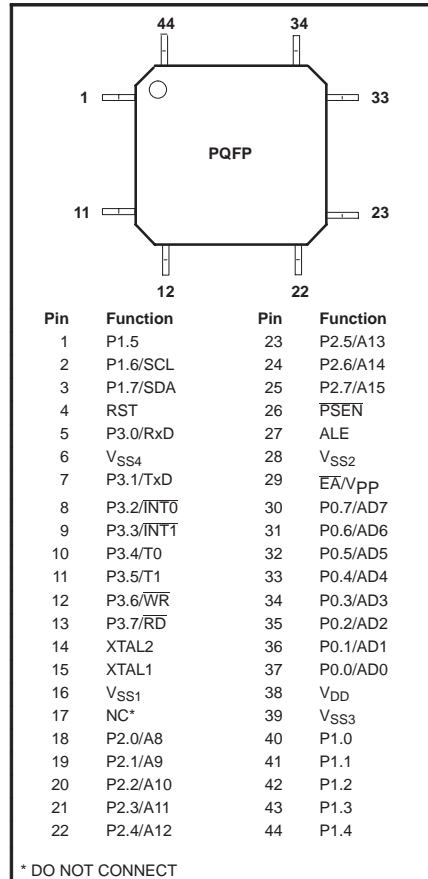 44 34
1 33
PQFP
11 23
12 22
Pin Function Pin Function
1 P1.5 23 P2.5/A13
2 P1.6/SCL 24 P2.6/A14
3 P1.7/SDA 25 P2.7/A15
4 RST 26 P̅S̅E̅N̅
5 P3.0/RxD 27 ALE
6 VSS4 28 VSS2
7 P3.1/TxD 29 E̅A̅/VPP
8 P3.2/I̅N̅T̅0̅ 30 P0.7/AD7
9 P3.3/I̅N̅T̅1̅ 31 P0.6/AD6
10 P3.4/T0 32 P0.5/AD5
11 P3.5/T1 33 P0.4/AD4
12 P3.6/W̅R̅ 34 P0.3/AD3
13 P3.7/R̅D̅ 35 P0.2/AD2
14 XTAL2 36 P0.1/AD1
15 XTAL1 37 P0.0/AD0
16 VSS1 38 VDD
17 NC* 39 VSS3
18 P2.0/A8 40 P1.0
19 P2.1/A9 41 P1.1
20 P2.2/A10 42 P1.2
21 P2.3/A11 43 P1.3
22 P2.4/A12 44 P1.4
* DO NOT CONNECT